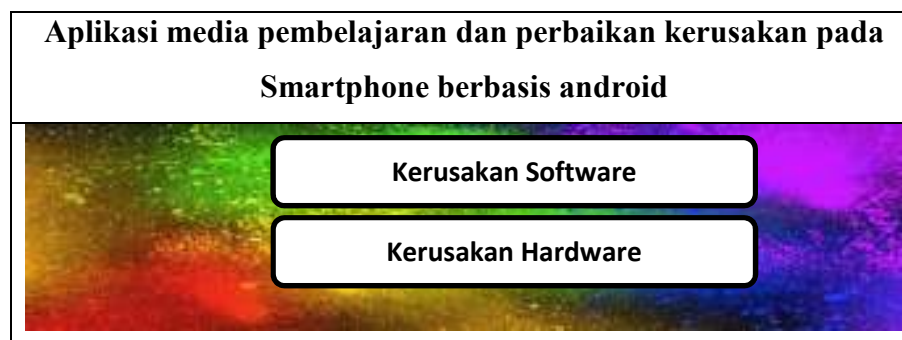 Aplikasi media pembelajaran dan perbaikan kerusakan pada
Smartphone berbasis android
Kerusakan Software
Kerusakan Hardware